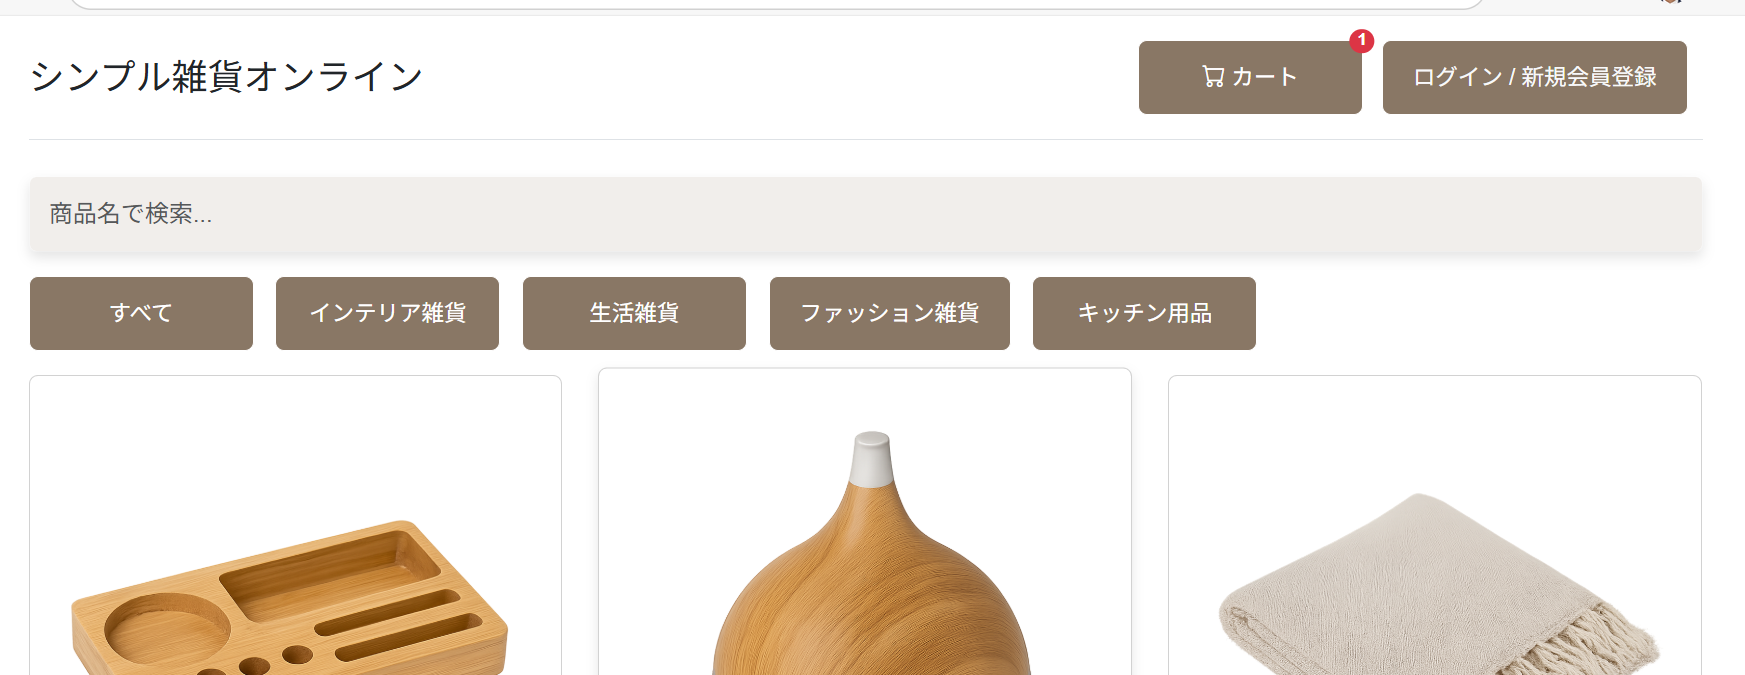 シンプル雑貨オンライン
カート
1
ログイン / 新規会員登録
商品名で検索...
すべて
インテリア雑貨
生活雑貨
ファッション雑貨
キッチン用品